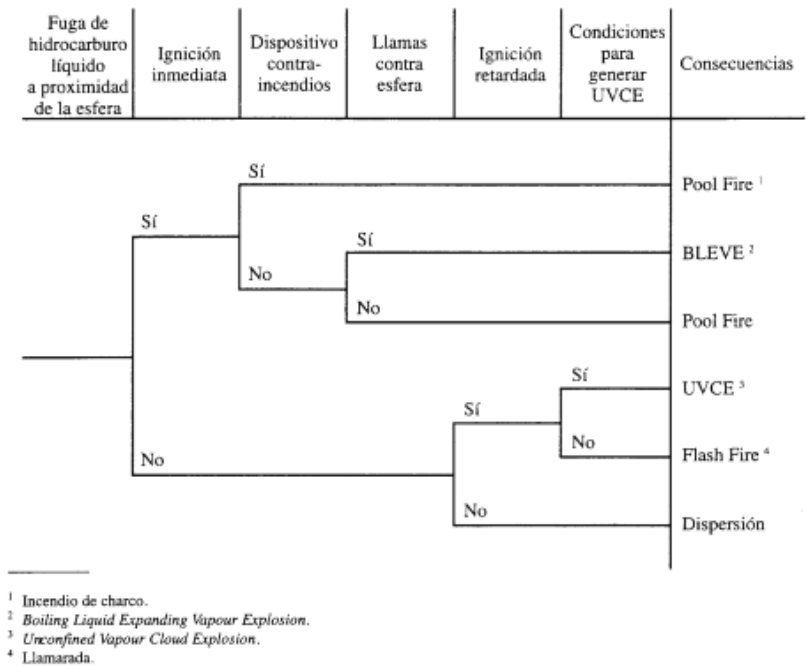 Fuga de
hidrocarburo
líquido
a proximidad
de la esfera
Ignición
inmediata
Dispositivo
contra-
incendios
Llamas
contra
esfera
Ignición
retardada
Condiciones
para
generar
UVCE
Consecuencias
Sí
Pool Fire 1
Sí
Sí
BLEVE 2
No
No
Pool Fire
Sí
UVCE 3
Sí
No
Flash Fire 4
No
No
Dispersión
1 Incendio de charco.
2 Boiling Liquid Expanding Vapour Explosion.
3 Unconfined Vapour Cloud Explosion.
4 Llamarada.